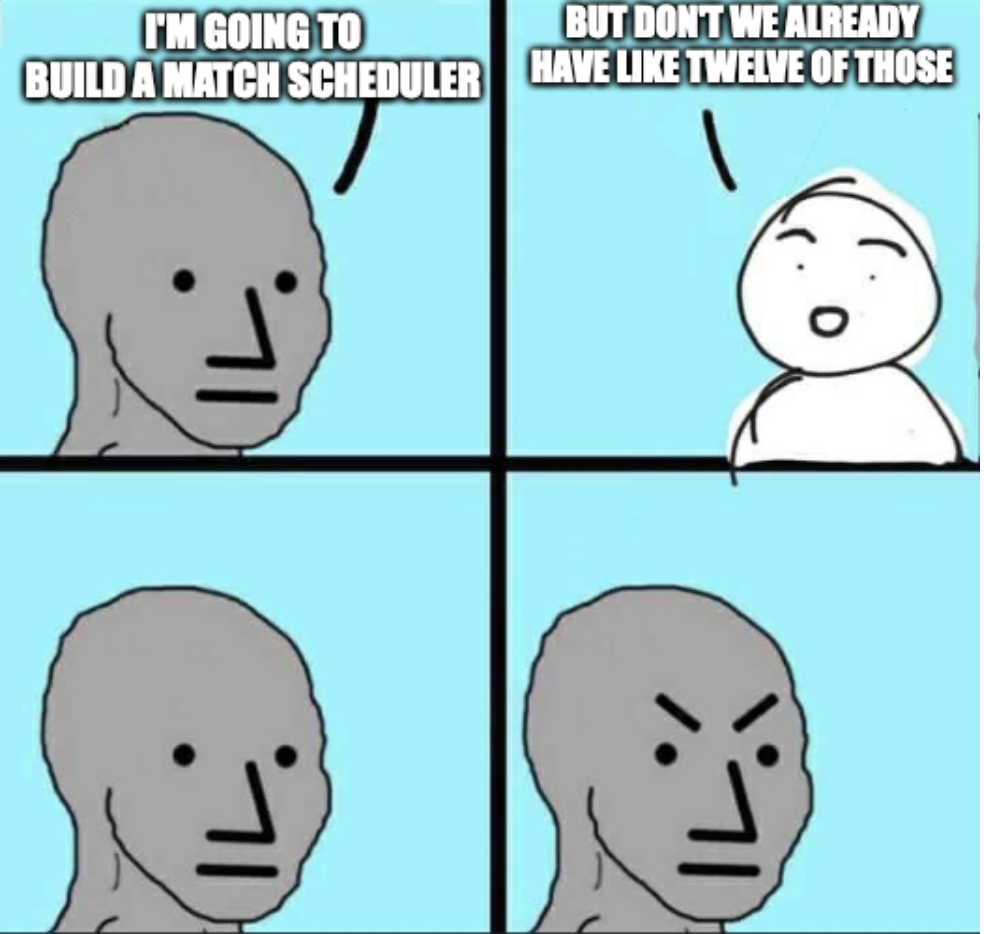 I'M GOING TO
BUILD A MATCH SCHEDULER
BUT DON'T WE ALREADY
HAVE LIKE TWELVE OF THOSE